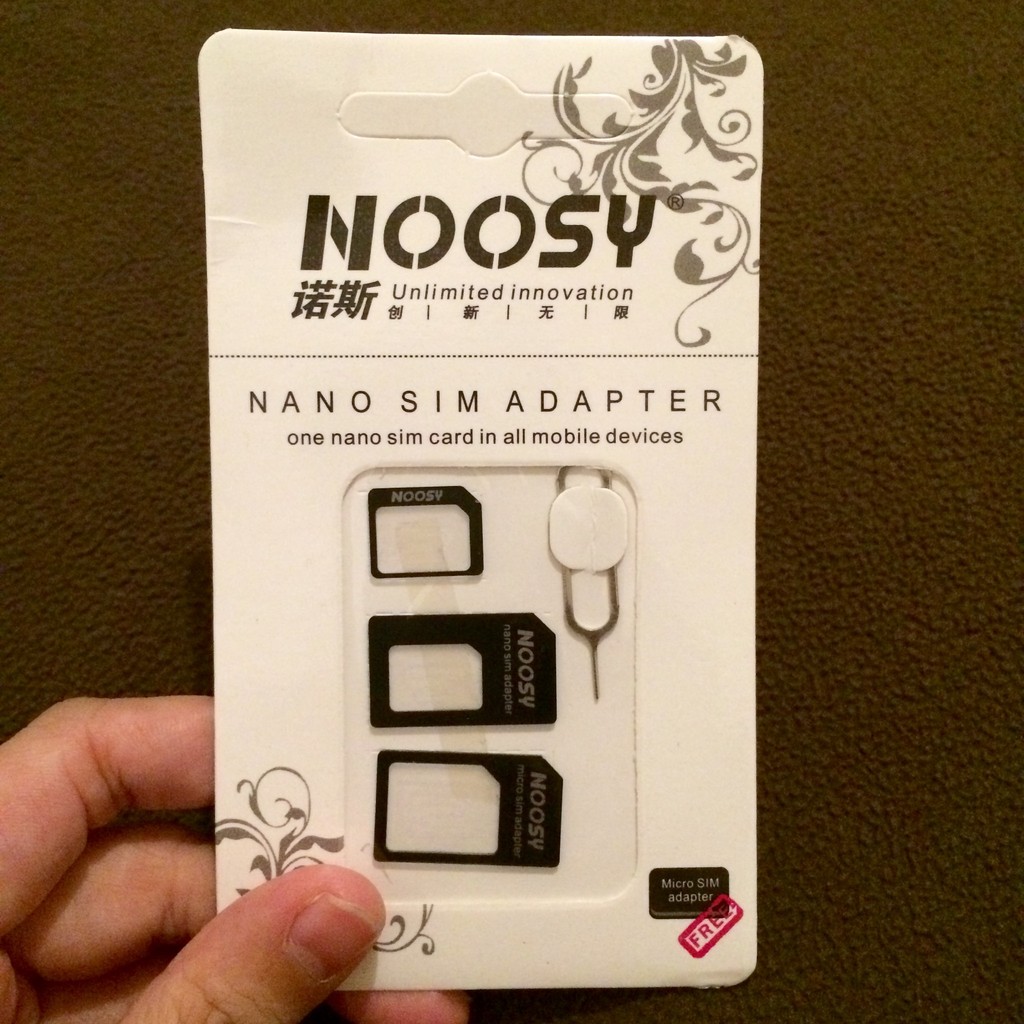 NOOSY®
诺斯
Unlimited innovation
创 | 新 | 无 | 限
NANO SIM ADAPTER
one nano sim card in all mobile devices
NOOSY
NOOSY
nano sim adapter
NOOSY
micro sim adapter
Micro SIM
adapter
FREE